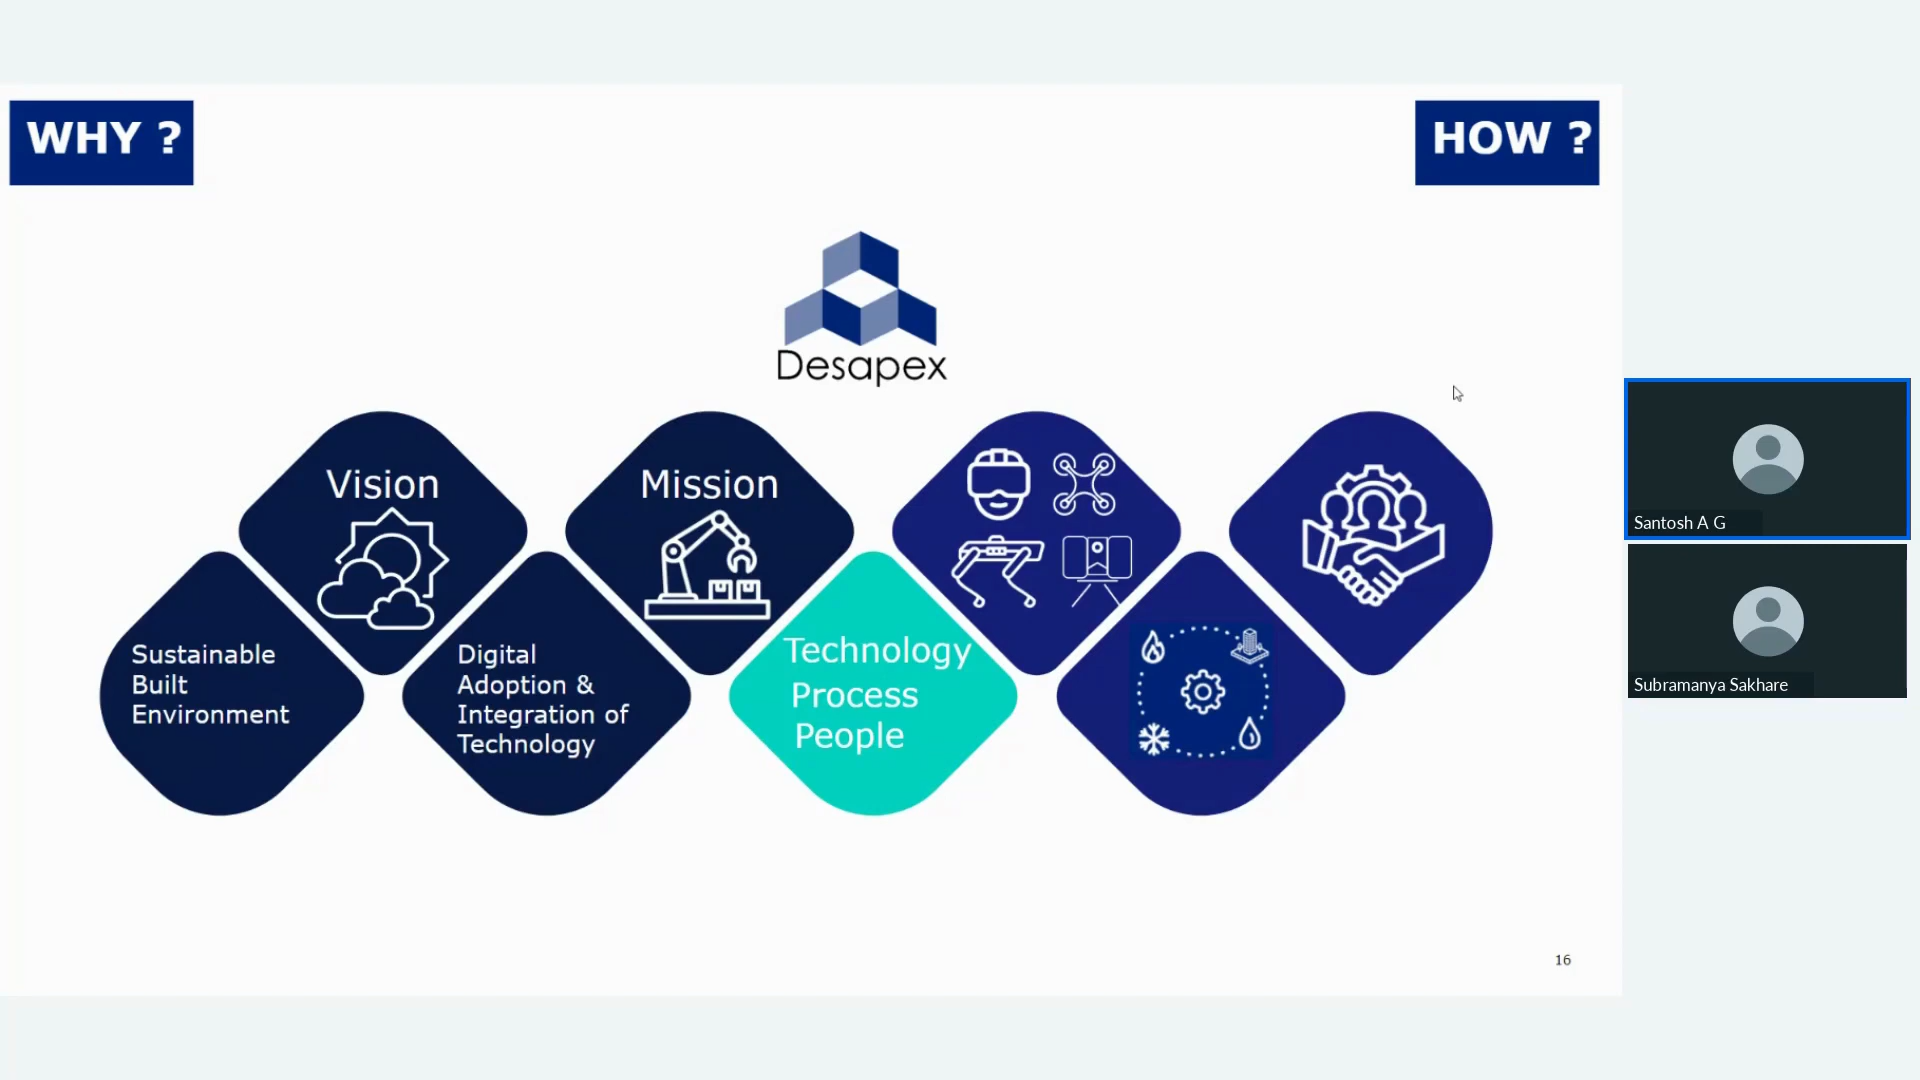 WHY ?
HOW ?
Desapex
Vision
Mission
Sustainable
Built
Environment
Digital
Adoption &
Integration of
Technology
Technology
Process
People
16
Santosh A G
Subramanya Sakhare